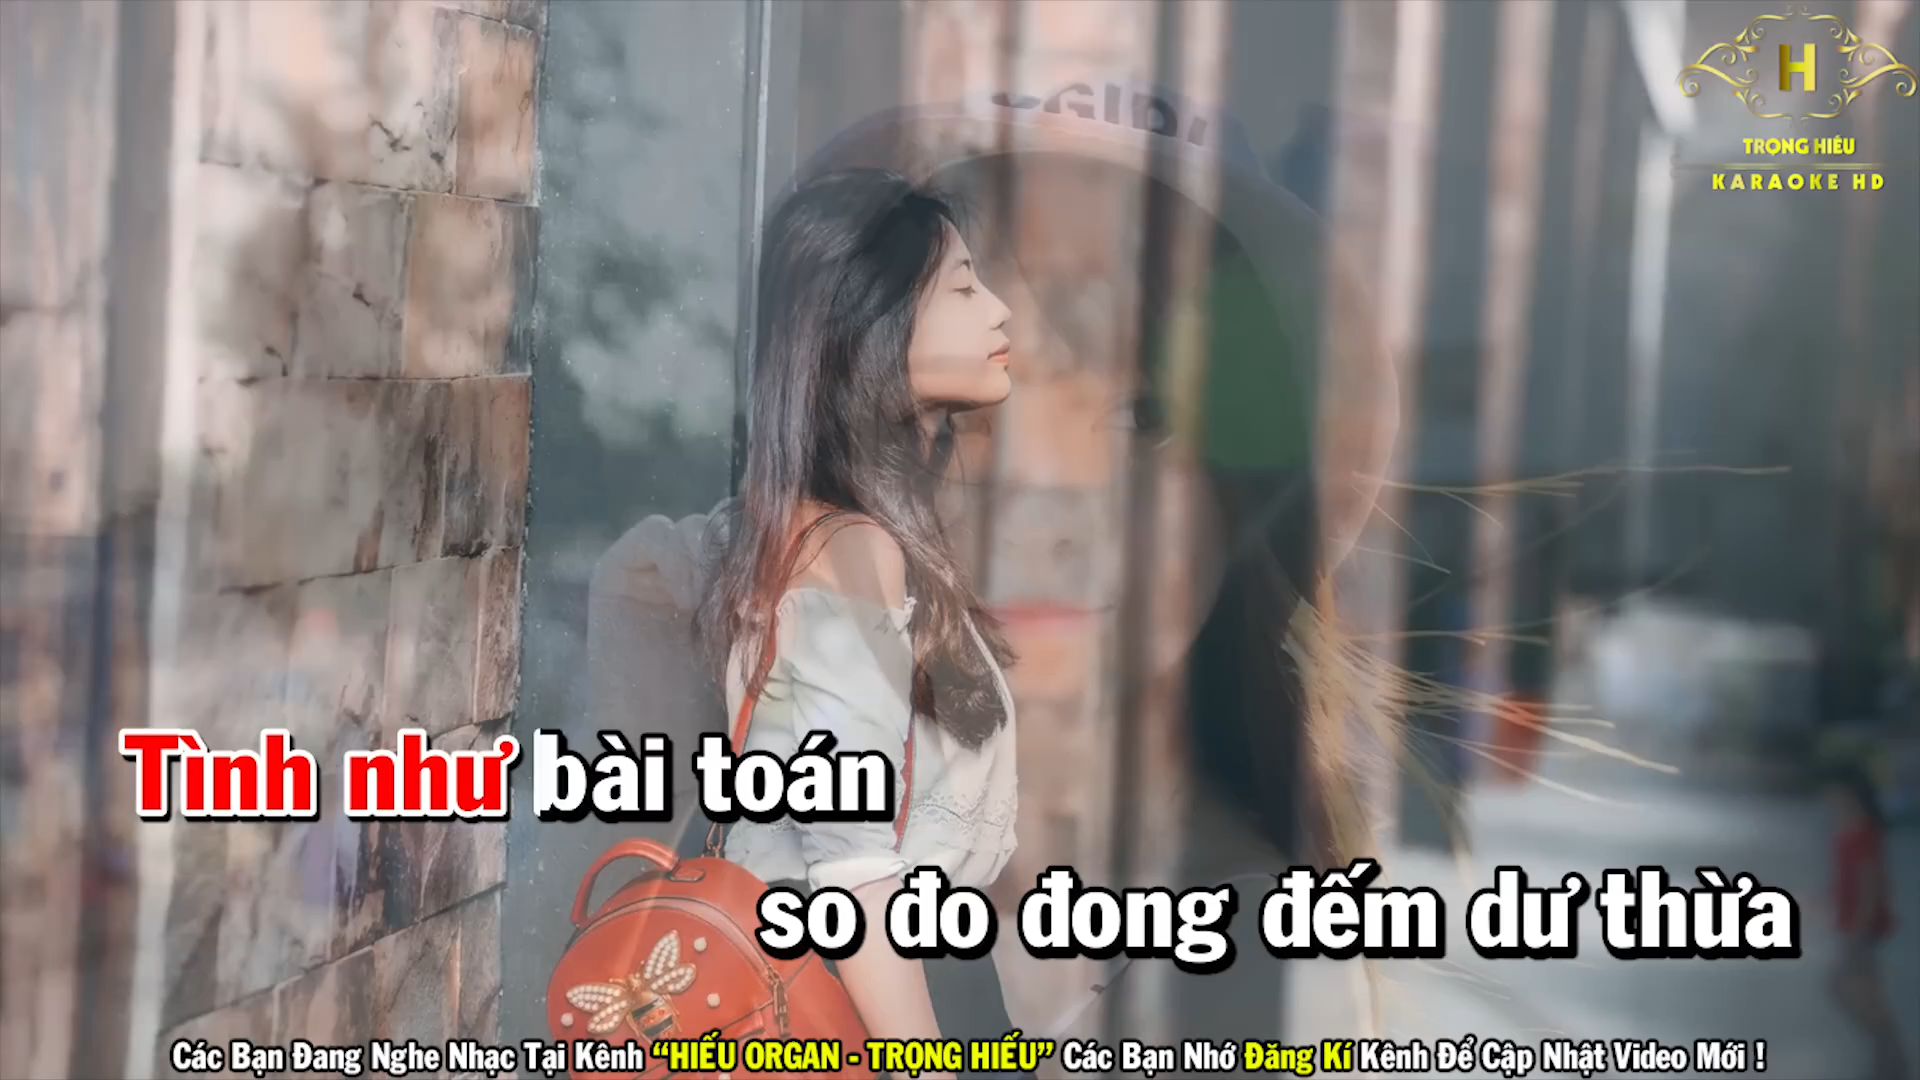 H
TRỌNG HIẾU
KARAOKE HD
Tình như bài toán
so đo đong đếm dư thừa
Các Bạn Đang Nghe Nhạc Tại Kênh “HIẾU ORGAN - TRỌNG HIẾU” Các Bạn Nhớ Đăng Kí Kênh Để Cập Nhật Video Mới !